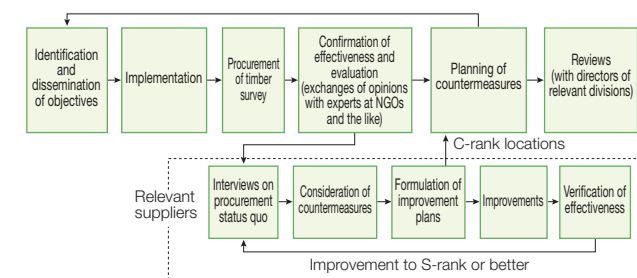 Identification
and
dissemination
of objectives
Implementation
Procurement
of timber
survey
Confirmation of
effectiveness and
evaluation
(exchanges of opinions
with experts at NGOs
and the like)
Planning of
countermeasures
Reviews
(with directors of
relevant divisions)
C-rank locations
Relevant
suppliers
Interviews on
procurement
status quo
Consideration of
countermeasures
Formulation of
improvement
plans
Improvements
Verification of
effectiveness
Improvement to S-rank or better